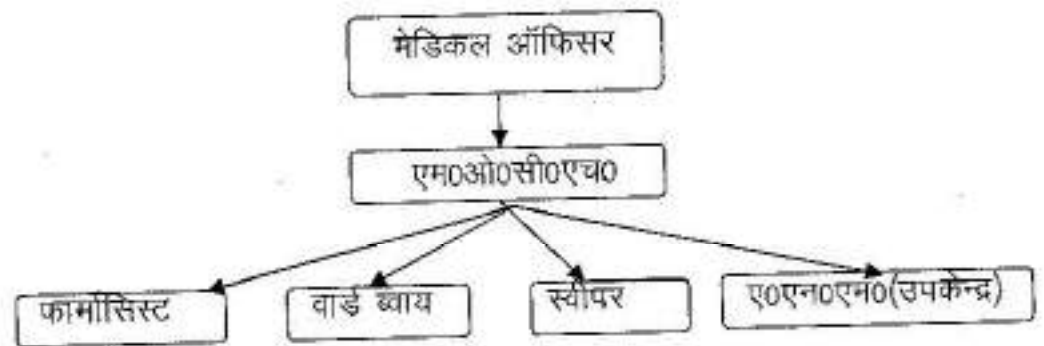 मेडिकल ऑफिसर
एम0ओ0सी0एच0
फार्मासिस्ट
वार्ड ब्वाय
स्वीपर
ए0एन0एम0(उपकेन्द्र)